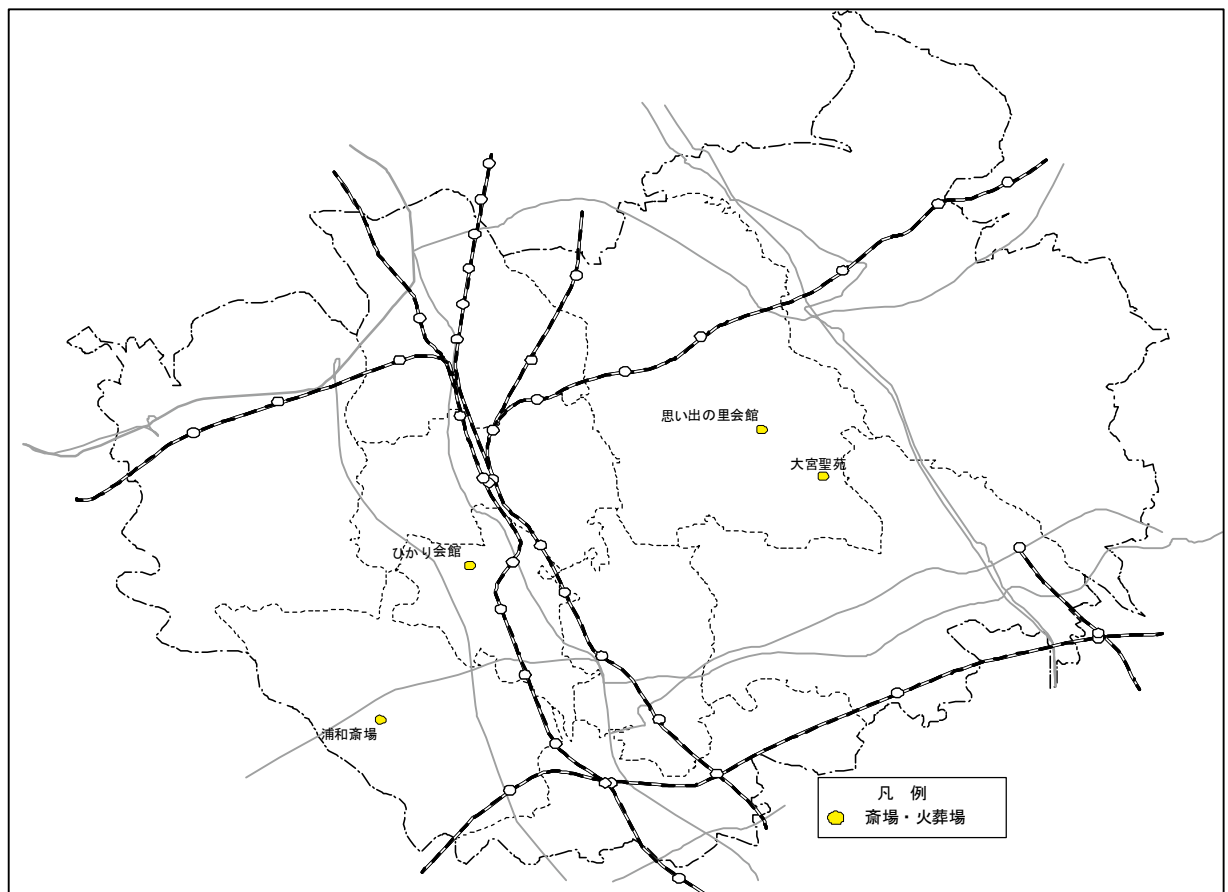 思い出の里会館
大宮聖苑
ひかり会館
浦和斎場
凡 例
斎場・火葬場